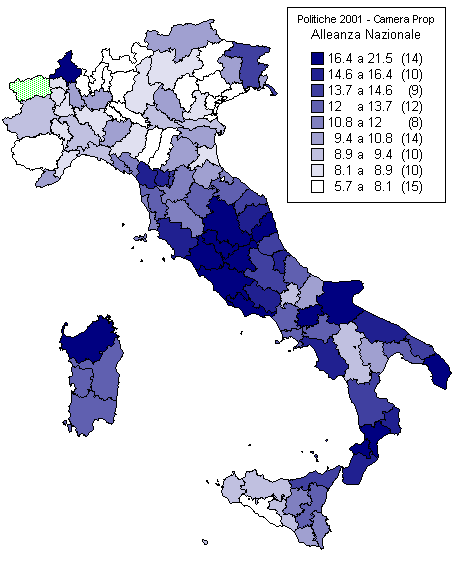 Politiche 2001 - Camera Prop
Alleanza Nazionale
16.4 a 21.5 (14)
14.6 a 16.4 (10)
13.7 a 14.6 (9)
12 a 13.7 (12)
10.8 a 12 (8)
9.4 a 10.8 (14)
8.9 a 9.4 (10)
8.1 a 8.9 (10)
5.7 a 8.1 (15)